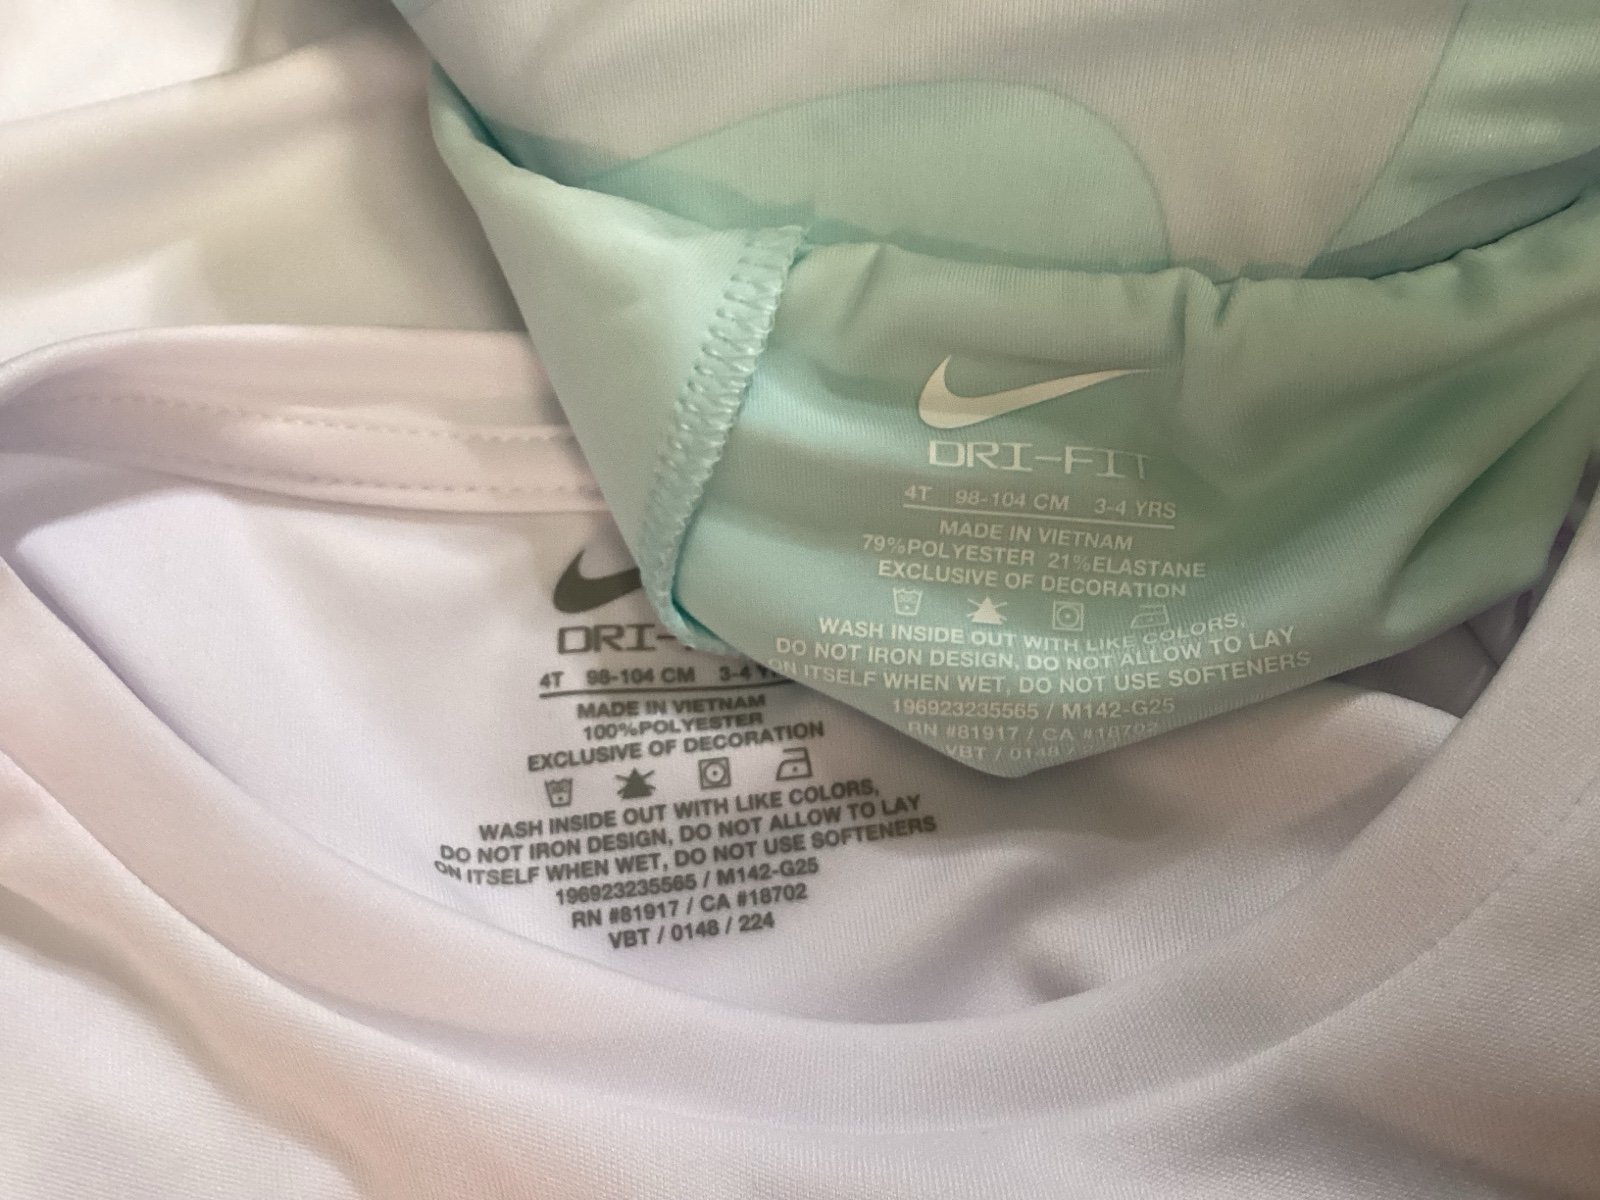 DRI-FIT
4T 98-104 CM 3-4 YRS
MADE IN VIETNAM
79%POLYESTER 21%ELASTANE
EXCLUSIVE OF DECORATION
WASH INSIDE OUT WITH LIKE COLORS,
DO NOT IRON DESIGN, DO NOT ALLOW TO LAY
ON ITSELF WHEN WET, DO NOT USE SOFTENERS
196923235565 / M142-G25
RN #81917 / CA #18702
VBT / 0148 /
DRI-
4T 98-104 CM 3-4
MADE IN VIETNAM
100%POLYESTER
EXCLUSIVE OF DECORATION
WASH INSIDE OUT WITH LIKE COLORS,
DO NOT IRON DESIGN, DO NOT ALLOW TO LAY
ON ITSELF WHEN WET, DO NOT USE SOFTENERS
196923235565 / M142-G25
RN #81917 / CA #18702
VBT / 0148 / 224